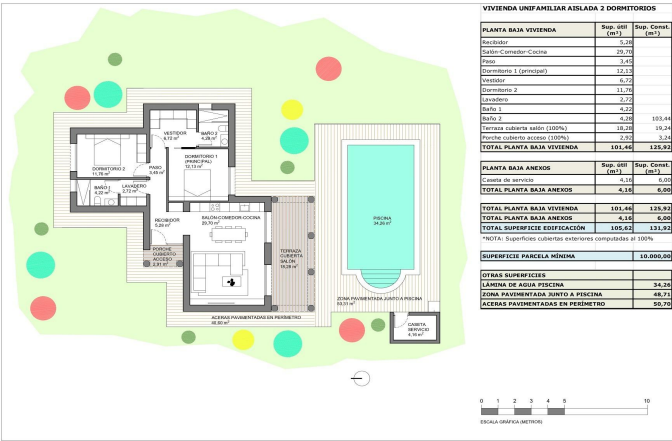 VIVIENDA UNIFAMILIAR AISLADA 2 DORMITORIOS
PLANTA BAJA VIVIENDA Sup. útil (m²) Sup. Const. (m²)
Recibidor 5,28
Salón-Comedor-Cocina 29,70
Paso 3,45
Dormitorio 1 (principal) 12,13
Vestidor 6,72
Dormitorio 2 11,76
Lavadero 2,72
Baño 1 4,22
Baño 2 4,28 103,44
Terraza cubierta salón (100%) 18,28 19,24
Porche cubierto acceso (100%) 2,92 3,24
TOTAL PLANTA BAJA VIVIENDA 101,46 125,92
PLANTA BAJA ANEXOS Sup. útil (m²) Sup. Const. (m²)
Caseta de servicio 4,16 6,00
TOTAL PLANTA BAJA ANEXOS 4,16 6,00
TOTAL PLANTA BAJA VIVIENDA 101,46 125,92
TOTAL PLANTA BAJA ANEXOS 4,16 6,00
TOTAL SUPERFICIE EDIFICACIÓN 105,62 131,92
*NOTA: Superficies cubiertas exteriores computadas al 100%
SUPERFICIE PARCELA MÍNIMA 10.000,00
OTRAS SUPERFICIES
LÁMINA DE AGUA PISCINA 34,26
ZONA PAVIMENTADA JUNTO A PISCINA 48,71
ACERAS PAVIMENTADAS EN PERÍMETRO 50,70
VESTIDOR
6,72 m²
BAÑO 2
4,28 m²
DORMITORIO 2
11,76 m²
PASO
3,45 m²
DORMITORIO 1
(PRINCIPAL)
12,13 m²
BAÑO 1
4,22 m²
LAVADERO
2,72 m²
RECIBIDOR
5,28 m²
SALÓN-COMEDOR-COCINA
29,70 m²
PISCINA
34,26 m²
PORCHE
CUBIERTO
ACCESO
2,91 m²
TERRAZA
CUBIERTA
SALÓN
18,28 m²
ZONA PAVIMENTADA JUNTO A PISCINA
ACERAS PAVIMENTADAS EN PERÍMETRO
CASETA
SERVICIO
4,16 m²
0 1 2 3 4 5 10
ESCALA GRÁFICA (METROS)